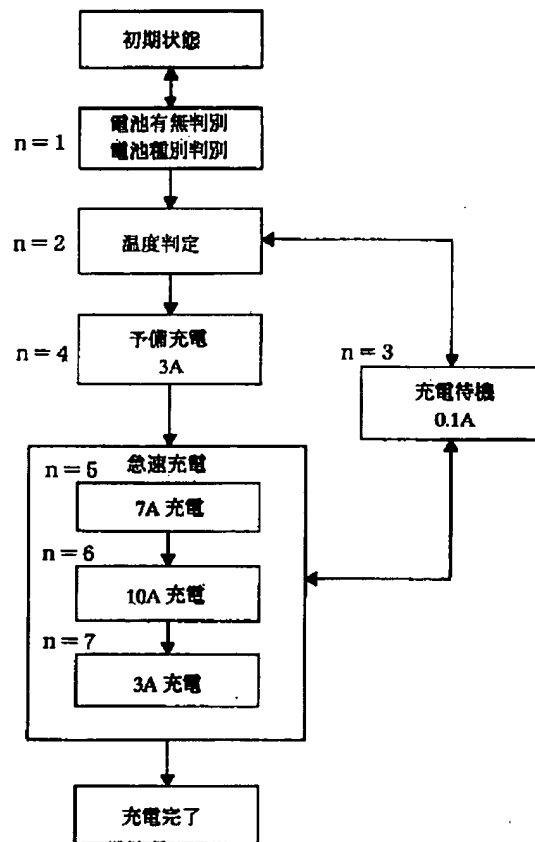 初期状態
n=1
電池有無判別
電池種別判別
n=2
温度判定
n=4
予備充電
3A
n=3
充電待機
0.1A
急速充電
n=5
7A 充電
n=6
10A 充電
n=7
3A 充電
充電完了